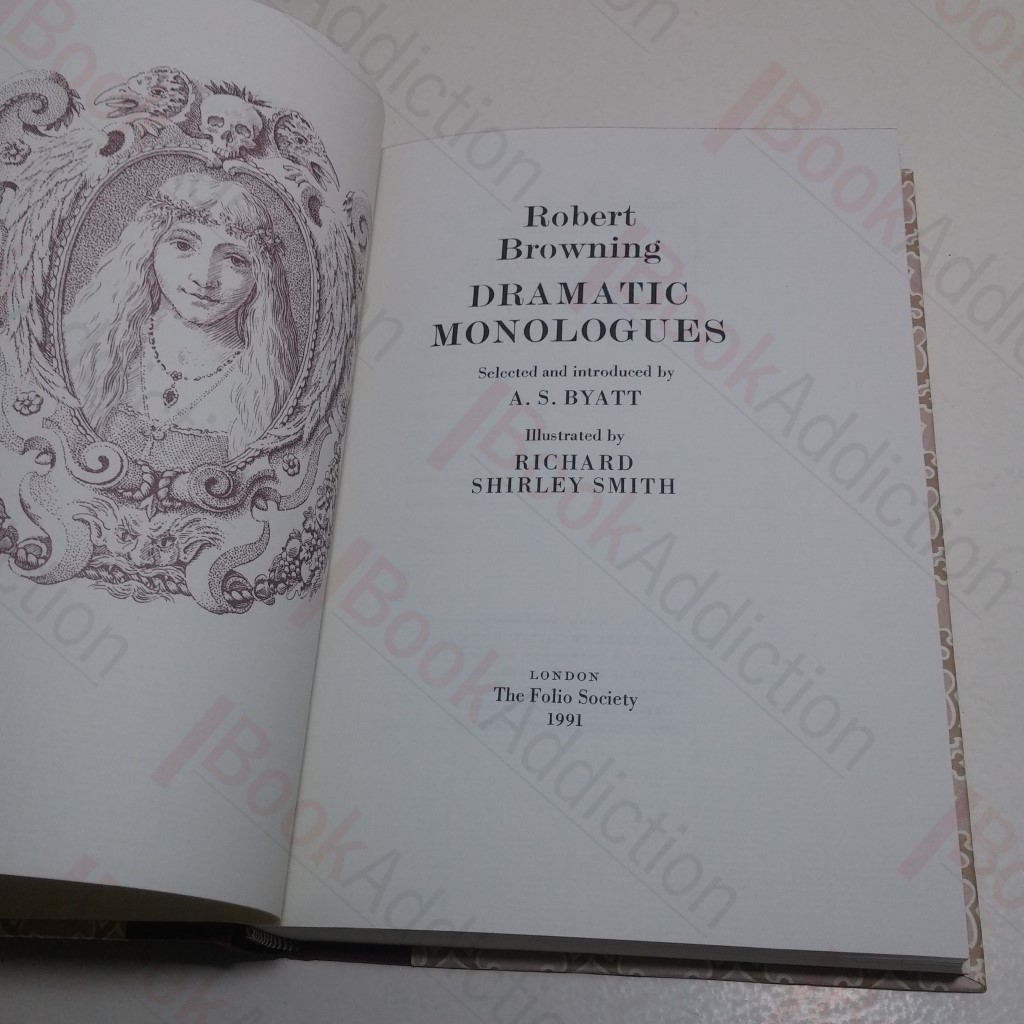 Robert
Browning
DRAMATIC
MONOLOGUES
Selected and introduced by
A. S. BYATT
Illustrated by
RICHARD
SHIRLEY SMITH
LONDON
The Folio Society
1991
BookAddiction